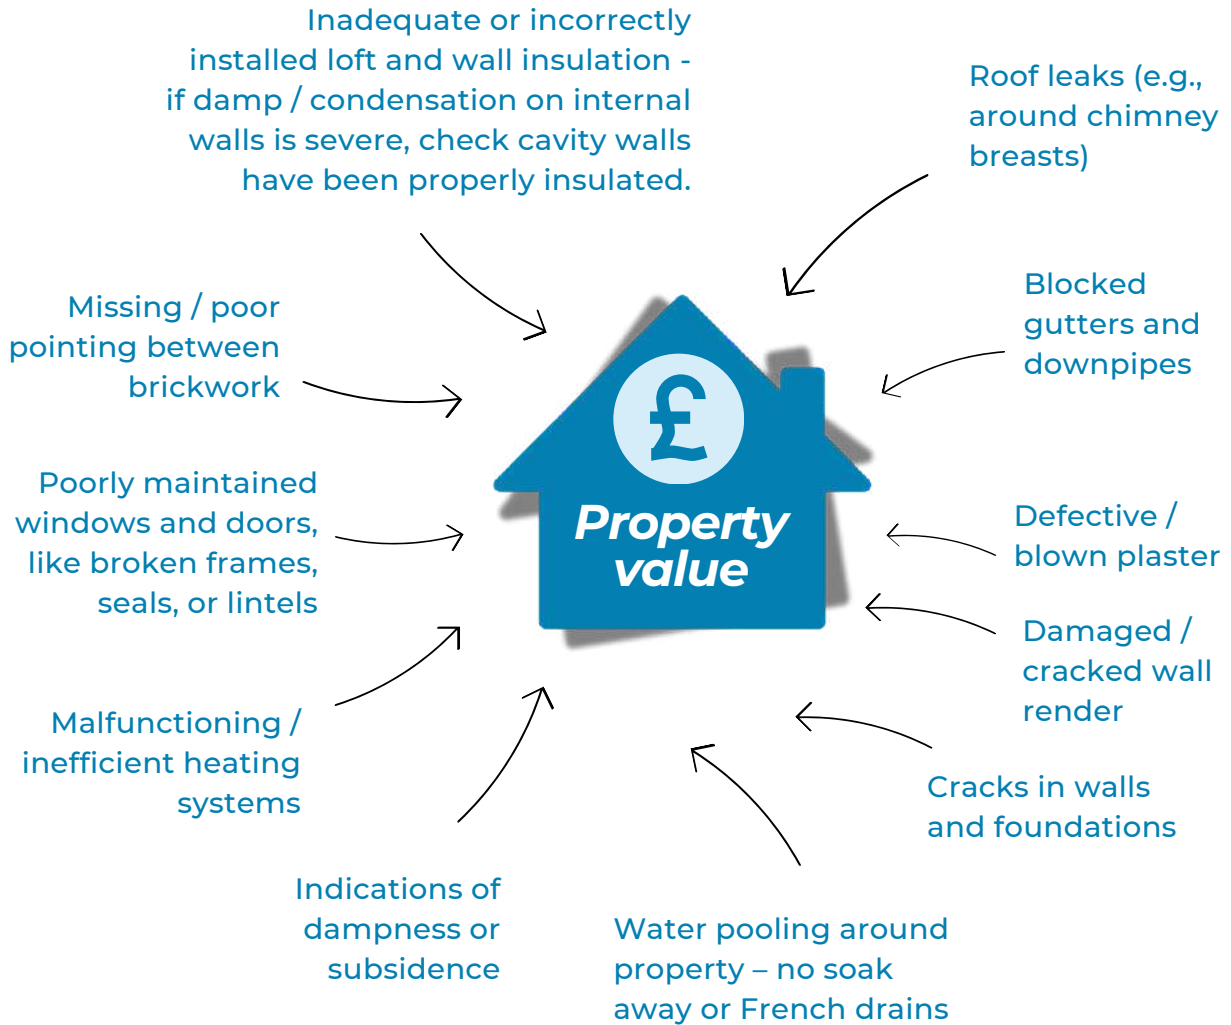 Inadequate or incorrectly
installed loft and wall insulation -
if damp / condensation on internal
walls is severe, check cavity walls
have been properly insulated.
Roof leaks (e.g.,
around chimney
breasts)
Missing / poor
pointing between
brickwork
Blocked
gutters and
downpipes
£
Property
value
Poorly maintained
windows and doors,
like broken frames,
seals, or lintels
Defective /
blown plaster
Damaged /
cracked wall
render
Malfunctioning /
inefficient heating
systems
Cracks in walls
and foundations
Indications of
dampness or
subsidence
Water pooling around
property – no soak
away or French drains